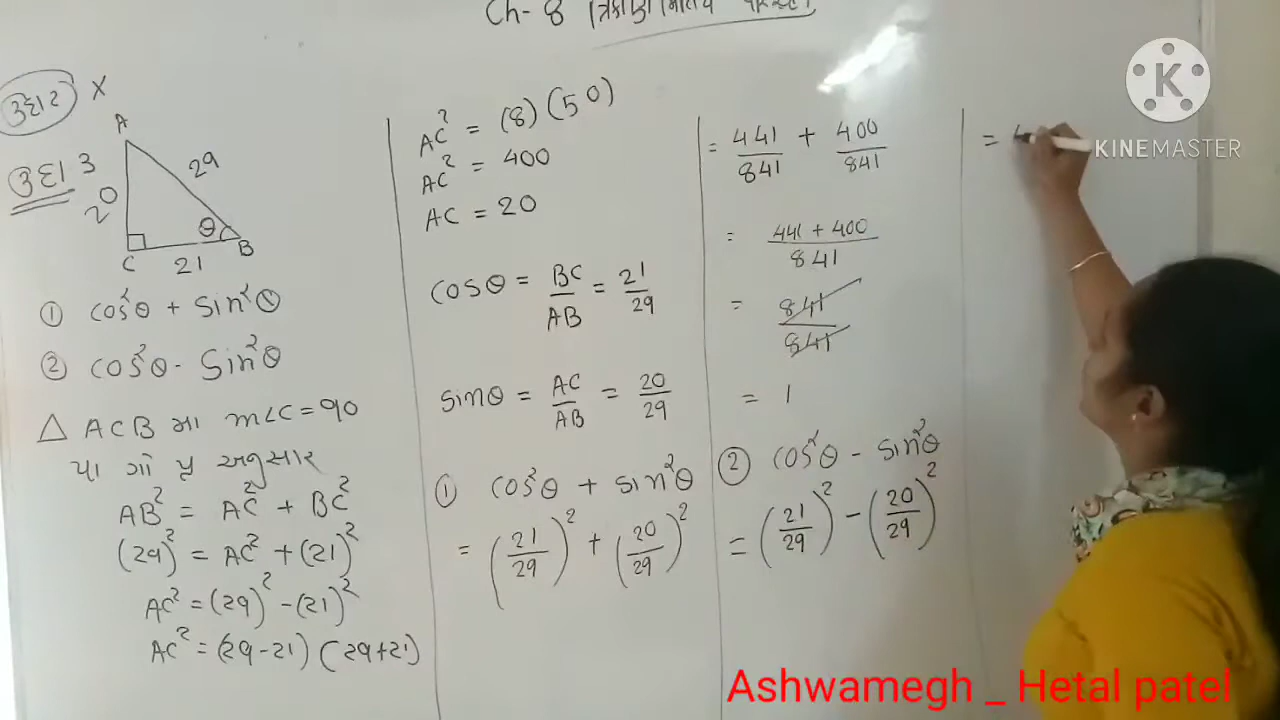 Ch- 8
ઉદા 2 X
ઉદા 3
A
20
29
θ
C
21
B
① cos²θ + sin²θ
② cos²θ - sin²θ
△ ACB મા m∠C = 90
પા ગો પ્ર અનુસાર
AB² = AC² + BC²
(29)² = AC² + (21)²
AC² = (29)² - (21)²
AC² = (29-21) (29+21)
AC² = (8) (50)
AC² = 400
AC = 20
cosθ = BC/AB = 21/29
sinθ = AC/AB = 20/29
① cos²θ + sin²θ
= (21/29)² + (20/29)²
= 441/841 + 400/841
= 441 + 400/841
= 841/841
= 1
② cos²θ - sin²θ
= (21/29)² - (20/29)²
= 4
K
KINEMASTER
Ashwamegh _ Hetal patel